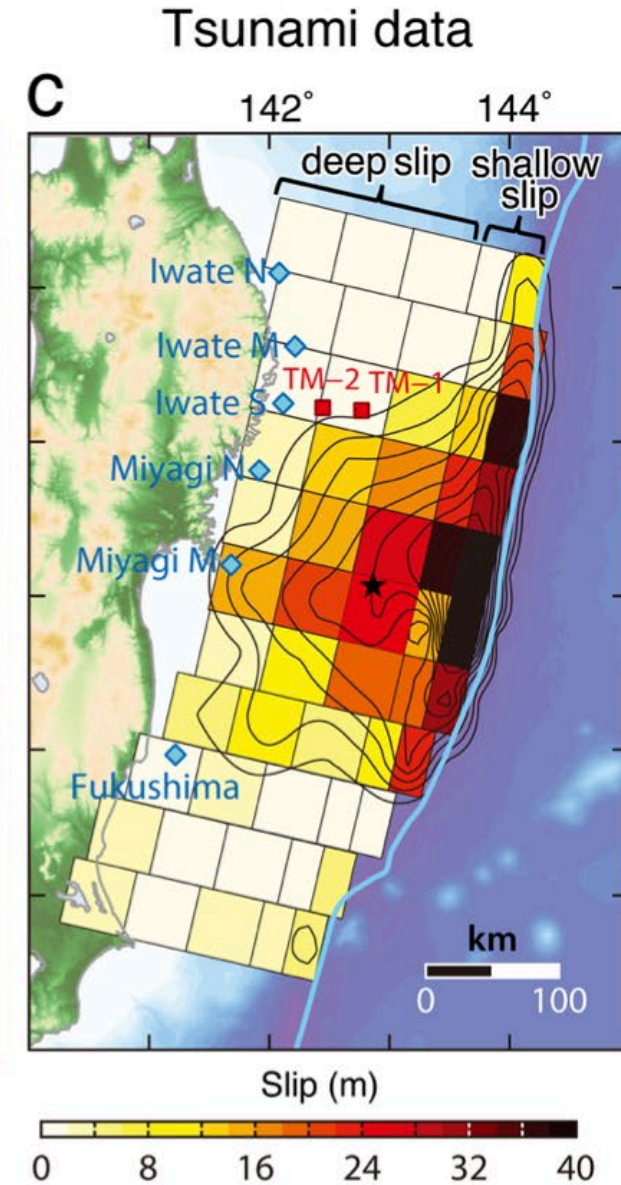 Tsunami data
C
142° 144°
deep slip shallow
slip
Iwate N
Iwate M
TM–2 TM–1
Iwate S
Miyagi N
Miyagi M
Fukushima
km
0 100
Slip (m)
0 8 16 24 32 40